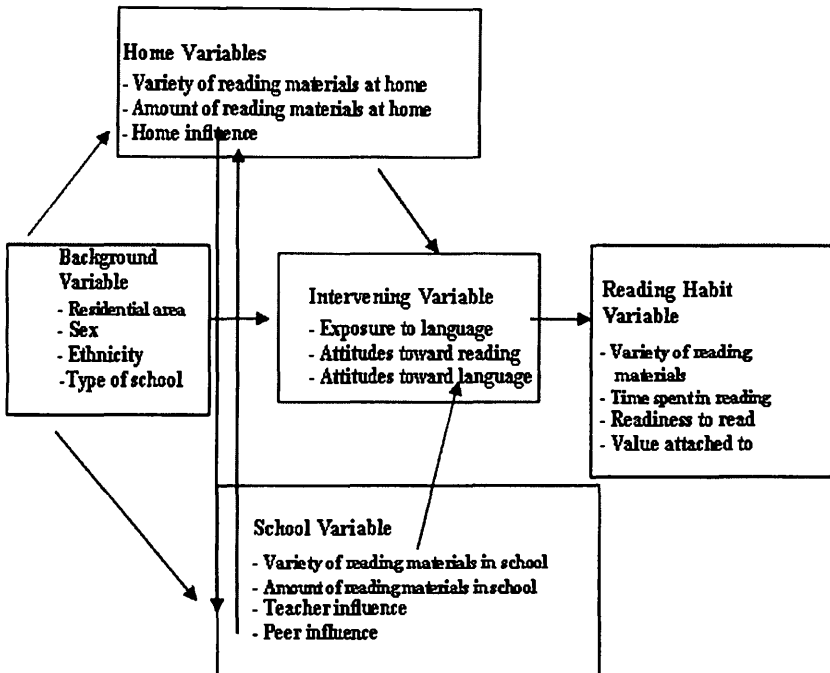 Home Variables
- Variety of reading materials at home
- Amount of reading materials at home
- Home influence
Background
Variable
- Residential area
- Sex
- Ethnicity
-Type of school
Intervening Variable
- Exposure to language
- Attitudes toward reading
- Attitudes toward language
Reading Habit
Variable
- Variety of reading
materials
- Time spent in reading
- Readiness to read
- Value attached to
School Variable
- Variety of reading materials in school
- Amount of reading materials in school
- Teacher influence
- Peer influence